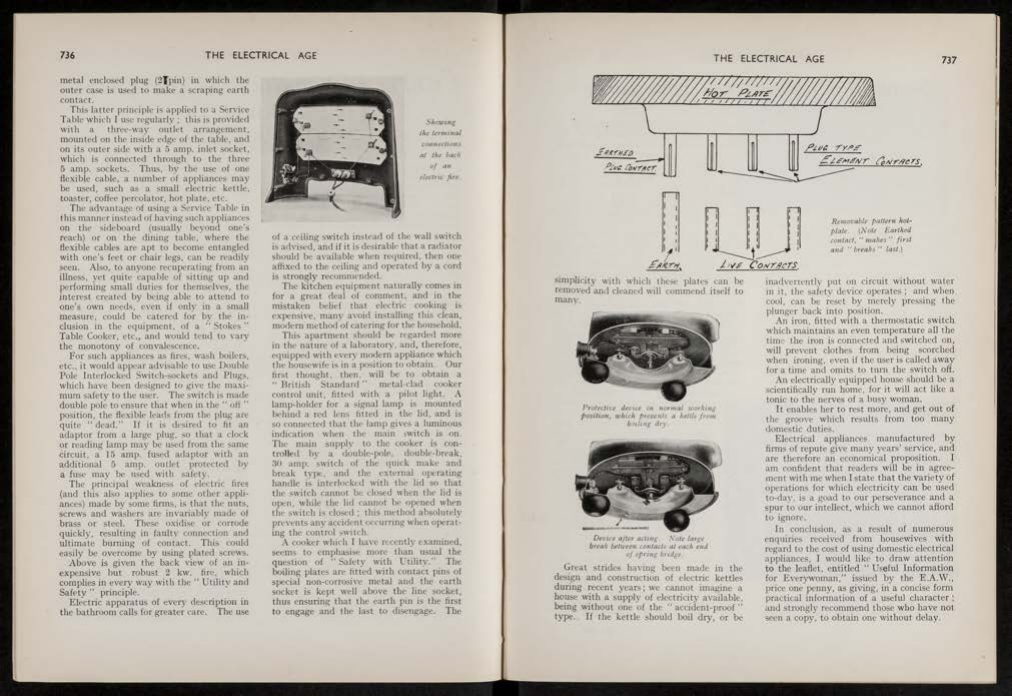 736
THE ELECTRICAL AGE
metal enclosed plug (2 pin) in which the
outer case is used to make a scraping earth
contact.
This latter principle is applied to a Service
Table which I use regularly ; this is provided
with a three-way outlet arrangement,
mounted on the inside edge of the table, and
on its outer side with a 5 amp. inlet socket,
which is connected through to the three
5 amp. sockets. Thus, by the use of one
flexible cable, a number of appliances may
be used, such as a small electric kettle,
toaster, coffee percolator, hot plate, etc.
The advantage of using a Service Table in
this manner instead of having such appliances
on the sideboard (usually beyond one's
reach) or on the dining table, where the
flexible cables are apt to become entangled
with one's feet or chair legs, can be readily
seen. Also, to anyone recuperating from an
illness, yet quite capable of sitting up and
performing small duties for themselves, the
interest created by being able to attend to
one's own needs, even if only in a small
measure, could be catered for by the in-
clusion in the equipment, of a " Stokes "
Table Cooker, etc., and would tend to vary
the monotony of convalescence.
For such appliances as fires, wash boilers,
etc., it would appear advisable to use Double
Pole Interlocked Switch-sockets and Plugs,
which have been designed to give the maxi-
mum safety to the user. The switch is made
double pole to ensure that when in the " off "
position, the flexible leads from the plug are
quite " dead." If it is desired to fit an
adaptor from a large plug, so that a clock
or reading lamp may be used from the same
circuit, a 15 amp. fused adaptor with an
additional 5 amp. outlet protected by
a fuse may be used with safety.
The principal weakness of electric fires
(and this also applies to some other appli-
ances) made by some firms, is that the nuts,
screws and washers are invariably made of
brass or steel. These oxidise or corrode
quickly, resulting in faulty connection and
ultimate burning of contact. This could
easily be overcome by using plated screws.
Above is given the back view of an in-
expensive but robust 2 kw. fire, which
complies in every way with the " Utility and
Safety " principle.
Electric apparatus of every description in
the bathroom calls for greater care. The use
Showing
the terminal
connections
at the back
of an
electric fire.
of a ceiling switch instead of the wall switch
is advised, and if it is desirable that a radiator
should be available when required, then one
affixed to the ceiling and operated by a cord
is strongly recommended.
The kitchen equipment naturally comes in
for a great deal of comment, and in the
mistaken belief that electric cooking is
expensive, many avoid installing this clean,
modern method of catering for the household.
This apartment should be regarded more
in the nature of a laboratory, and, therefore,
equipped with every modern appliance which
the housewife is in a position to obtain. Our
first thought, then, will be to obtain a
" British Standard " metal-clad cooker
control unit, fitted with a pilot light. A
lamp-holder for a signal lamp is mounted
behind a red lens fitted in the lid, and is
so connected that the lamp gives a luminous
indication when the main switch is on.
The main supply to the cooker is con-
trolled by a double-pole, double-break,
30 amp. switch of the quick make and
break type, and the external operating
handle is interlocked with the lid so that
the switch cannot be closed when the lid is
open, while the lid cannot be opened when
the switch is closed ; this method absolutely
prevents any accident occurring when operat-
ing the control switch.
A cooker which I have recently examined,
seems to emphasise more than usual the
question of " Safety with Utility." The
boiling plates are fitted with contact pins of
special non-corrosive metal and the earth
socket is kept well above the line socket,
thus ensuring that the earth pin is the first
to engage and the last to disengage. The
THE ELECTRICAL AGE
737
HOT PLATE
EARTHED
PLUG CONTACT
PLUG TYPE
ELEMENT CONTACTS,
EARTH
LIVE CONTACTS
Removable pattern hot-
plate. (Note Earthed
contact, " makes " first
and " breaks " last.)
simplicity with which these plates can be
removed and cleaned will commend itself to
many.
Protective device in normal working
position, which prevents a kettle from
boiling dry.
Device after acting. Note large
break between contacts at each end
of spring bridge.
Great strides having been made in the
design and construction of electric kettles
during recent years; we cannot imagine a
house with a supply of electricity available,
being without one of the " accident-proof "
type. If the kettle should boil dry, or be
inadvertently put on circuit without water
in it, the safety device operates ; and when
cool, can be reset by merely pressing the
plunger back into position.
An iron, fitted with a thermostatic switch
which maintains an even temperature all the
time the iron is connected and switched on,
will prevent clothes from being scorched
when ironing, even if the user is called away
for a time and omits to turn the switch off.
An electrically equipped house should be a
scientifically run home, for it will act like a
tonic to the nerves of a busy woman.
It enables her to rest more, and get out of
the groove which results from too many
domestic duties.
Electrical appliances manufactured by
firms of repute give many years' service, and
are therefore an economical proposition. I
am confident that readers will be in agree-
ment with me when I state that the variety of
operations for which electricity can be used
to-day, is a goad to our perseverance and a
spur to our intellect, which we cannot afford
to ignore.
In conclusion, as a result of numerous
enquiries received from housewives with
regard to the cost of using domestic electrical
appliances, I would like to draw attention
to the leaflet, entitled " Useful Information
for Everywoman," issued by the E.A.W.,
price one penny, as giving, in a concise form
practical information of a useful character ;
and strongly recommend those who have not
seen a copy, to obtain one without delay.